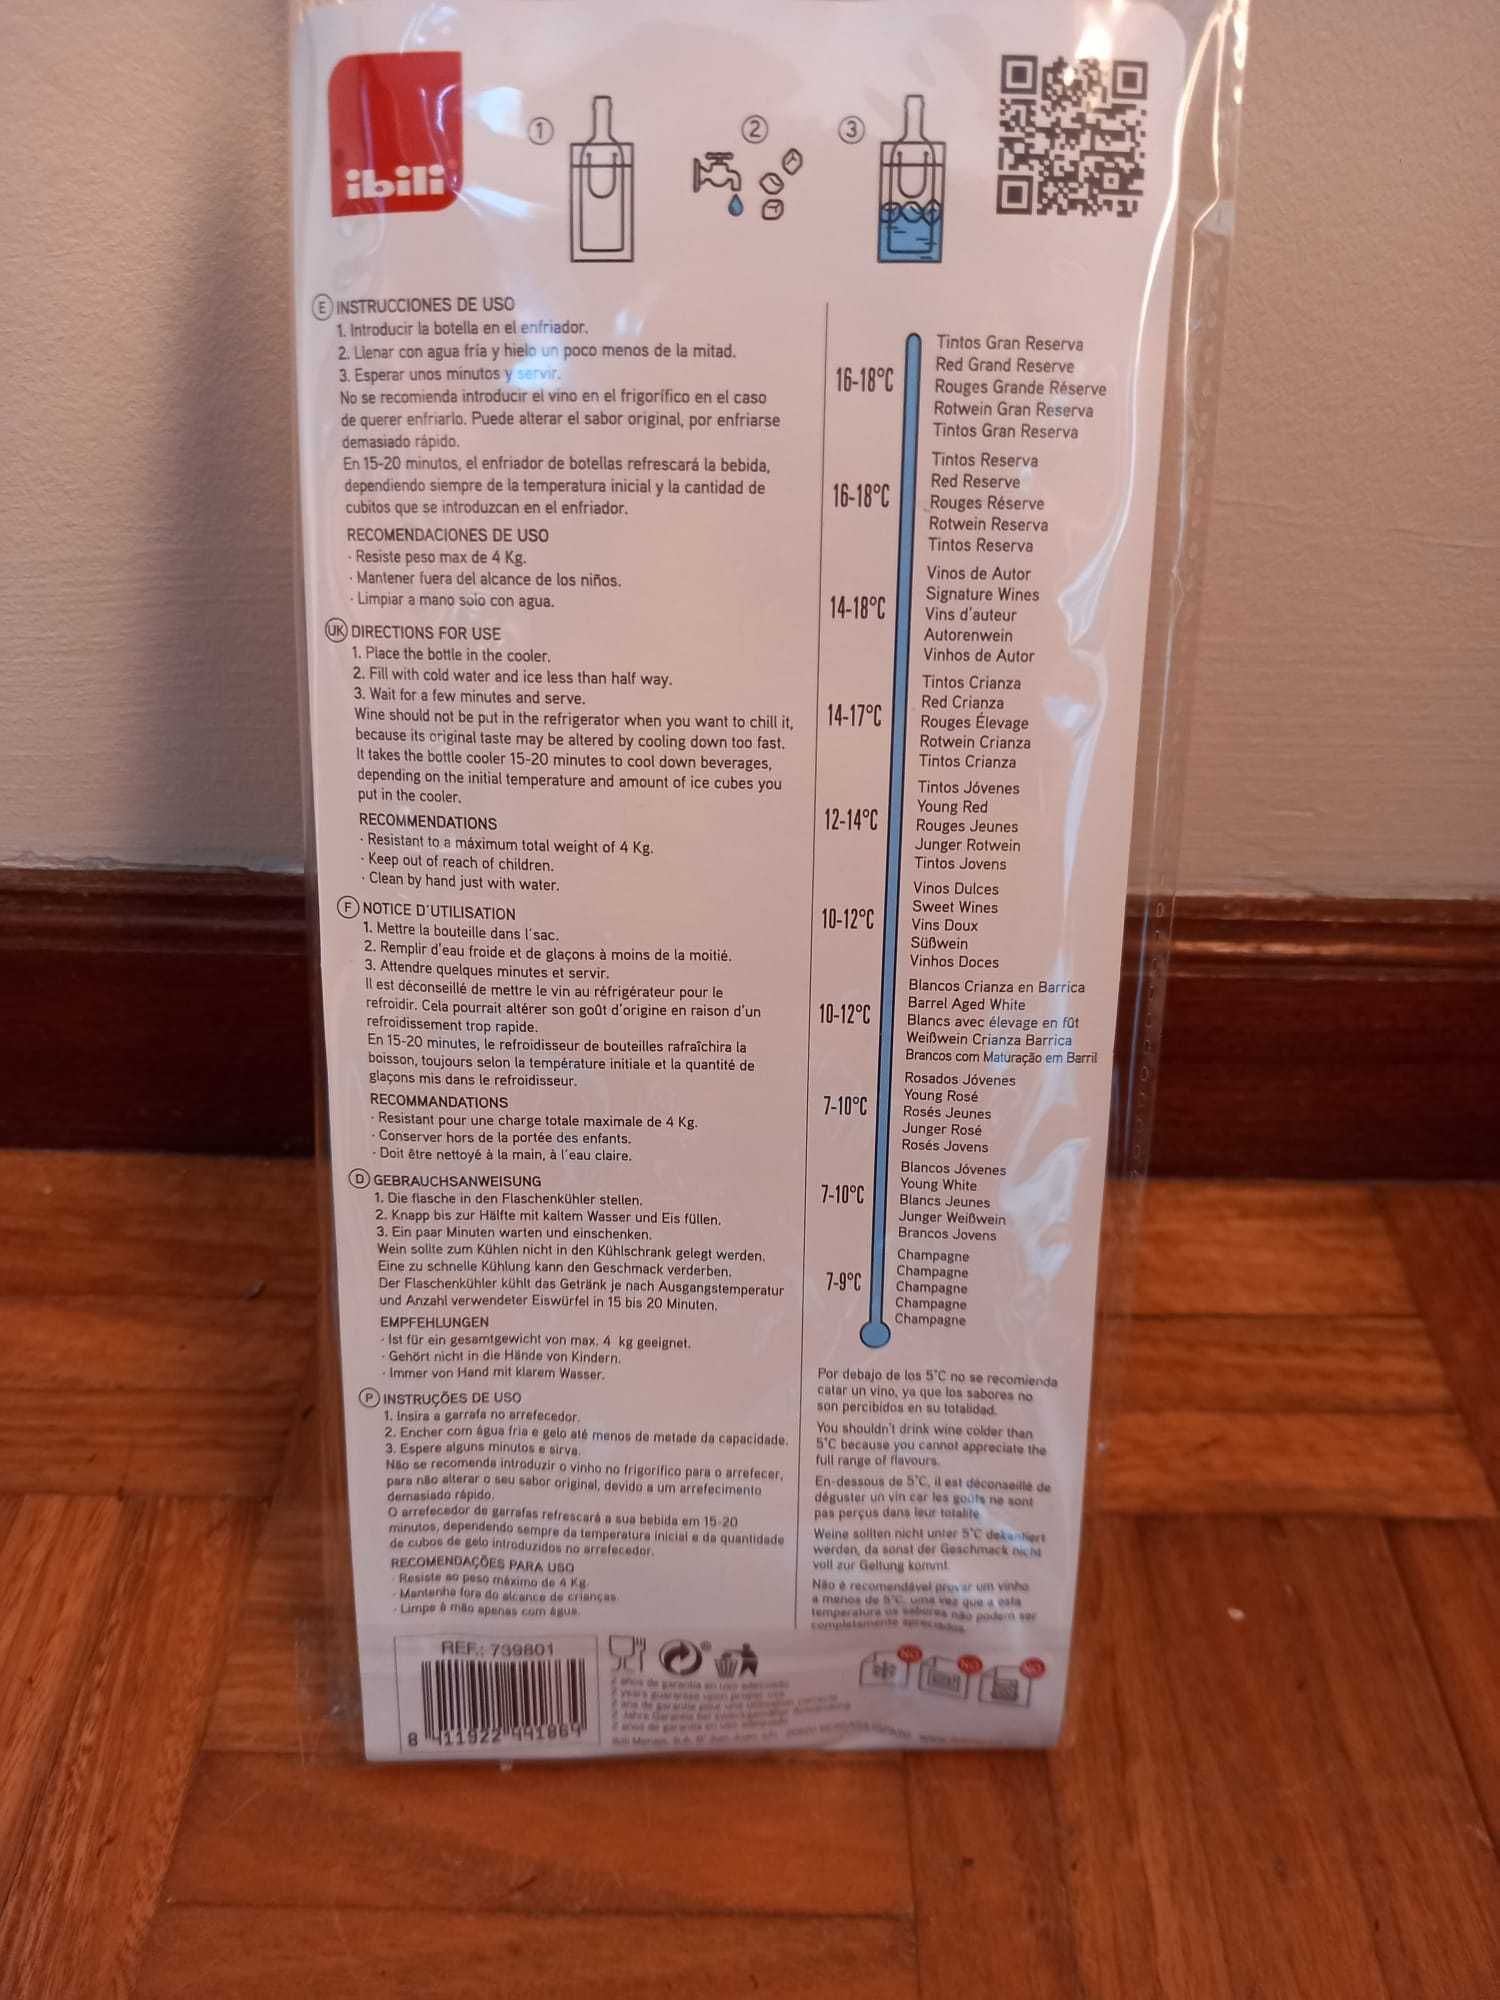 ibili
1
2
3
E INSTRUCCIONES DE USO
1. Introducir la botella en el enfriador.
2. Llenar con agua fría y hielo un poco menos de la mitad.
3. Esperar unos minutos y servir.
No se recomienda introducir el vino en el frigorífico en el caso
de querer enfriarlo. Puede alterar el sabor original, por enfriarse
demasiado rápido.
En 15-20 minutos, el enfriador de botellas refrescará la bebida,
dependiendo siempre de la temperatura inicial y la cantidad de
cubitos que se introduzcan en el enfriador.
RECOMENDACIONES DE USO
· Resiste peso max de 4 Kg.
· Mantener fuera del alcance de los niños.
· Limpiar a mano solo con agua.
UK DIRECTIONS FOR USE
1. Place the bottle in the cooler.
2. Fill with cold water and ice less than half way.
3. Wait for a few minutes and serve.
Wine should not be put in the refrigerator when you want to chill it,
because its original taste may be altered by cooling down too fast.
It takes the bottle cooler 15-20 minutes to cool down beverages,
depending on the initial temperature and amount of ice cubes you
put in the cooler.
RECOMMENDATIONS
· Resistant to a máximum total weight of 4 Kg.
· Keep out of reach of children.
· Clean by hand just with water.
F NOTICE D'UTILISATION
1. Mettre la bouteille dans l'sac.
2. Remplir d'eau froide et de glaçons à moins de la moitié.
3. Attendre quelques minutes et servir.
Il est déconseillé de mettre le vin au réfrigérateur pour le
refroidir. Cela pourrait altérer son goût d'origine en raison d'un
refroidissement trop rapide.
En 15-20 minutes, le refroidisseur de bouteilles rafraîchira la
boisson, toujours selon la température initiale et la quantité de
glaçons mis dans le refroidisseur.
RECOMMANDATIONS
· Resistant pour une charge totale maximale de 4 Kg.
· Conserver hors de la portée des enfants.
· Doit être nettoyé à la main, à l'eau claire.
D GEBRAUCHSANWEISUNG
1. Die flasche in den Flaschenkühler stellen.
2. Knapp bis zur Hälfte mit kaltem Wasser und Eis füllen.
3. Ein paar Minuten warten und einschenken.
Wein sollte zum Kühlen nicht in den Kühlschrank gelegt werden.
Eine zu schnelle Kühlung kann den Geschmack verderben.
Der Flaschenkühler kühlt das Getränk je nach Ausgangstemperatur
und Anzahl verwendeter Eiswürfel in 15 bis 20 Minuten.
EMPFEHLUNGEN
· Ist für ein gesamtgewicht von max. 4 kg geeignet.
· Gehört nicht in die Hände von Kindern.
· Immer von Hand mit klarem Wasser.
P INSTRUÇÕES DE USO
1. Insira a garrafa no arrefecedor.
2. Encher com água fria e gelo até menos de metade da capacidade.
3. Espere alguns minutos e sirva.
Não se recomenda introduzir o vinho no frigorífico para o arrefecer,
para não alterar o seu sabor original, devido a um arrefecimento
demasiado rápido.
O arrefecedor de garrafas refrescará a sua bebida em 15-20
minutos, dependendo sempre da temperatura inicial e da quantidade
de cubos de gelo introduzidos no arrefecedor.
RECOMENDAÇÕES PARA USO
· Resiste ao peso máximo de 4 Kg.
· Mantenha fora do alcance de crianças.
· Limpe à mão apenas com água.
16-18°C
Tintos Gran Reserva
Red Grand Reserve
Rouges Grande Réserve
Rotwein Gran Reserva
Tintos Gran Reserva
16-18°C
Tintos Reserva
Red Reserve
Rouges Réserve
Rotwein Reserva
Tintos Reserva
14-18°C
Vinos de Autor
Signature Wines
Vins d'auteur
Autorenwein
Vinhos de Autor
14-17°C
Tintos Crianza
Red Crianza
Rouges Élevage
Rotwein Crianza
Tintos Crianza
12-14°C
Tintos Jóvenes
Young Red
Rouges Jeunes
Junger Rotwein
Tintos Jovens
10-12°C
Vinos Dulces
Sweet Wines
Vins Doux
Süßwein
Vinhos Doces
10-12°C
Blancos Crianza en Barrica
Barrel Aged White
Blancs avec élevage en fût
Weißwein Crianza Barrica
Brancos com Maturação em Barril
7-10°C
Rosados Jóvenes
Young Rosé
Rosés Jeunes
Junger Rosé
Rosés Jovens
7-10°C
Blancos Jóvenes
Young White
Blancs Jeunes
Junger Weißwein
Brancos Jovens
7-9°C
Champagne
Champagne
Champagne
Champagne
Champagne
Por debajo de los 5°C no se recomienda
catar un vino, ya que los sabores no
son percibidos en su totalidad.
You shouldn't drink wine colder than
5°C because you cannot appreciate the
full range of flavours.
En-dessous de 5°C, il est déconseillé de
déguster un vin car les goûts ne sont
pas perçus dans leur totalité.
Weine sollten nicht unter 5°C dekantiert
werden, da sonst der Geschmack nicht
voll zur Geltung kommt.
Não é recomendável provar um vinho
a menos de 5°C, uma vez que a esta
temperatura os sabores não podem ser
completamente apreciados.
REF.: 739801
8 411922 441864
2 años de garantía en uso adecuado
2 years guarantee upon proper use
NO
NO
NO